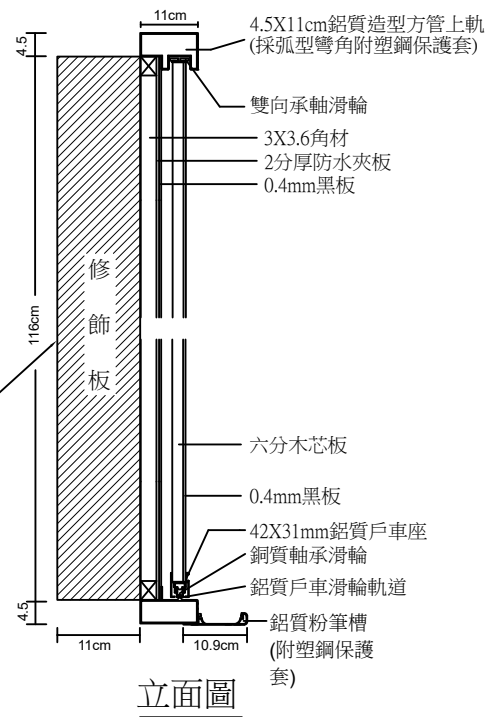 11cm
4.5
4.5X11cm鋁質造型方管上軌
(採弧型彎角附塑鋼保護套)
雙向承軸滑輪
3X3.6角材
2分厚防水夾板
0.4mm黑板
修
飾
板
116cm
六分木芯板
0.4mm黑板
42X31mm鋁質戶車座
銅質軸承滑輪
鋁質戶車滑輪軌道
4.5
鋁質粉筆槽
(附塑鋼保護
套)
11cm
10.9cm
立面圖